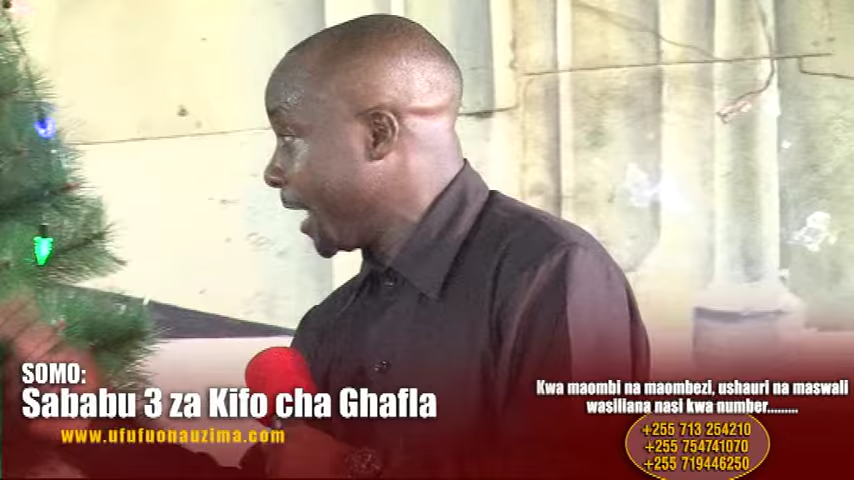 SOMO:
Sababu 3 za Kifo cha Ghafla
www.ufufuonauzima.com
Kwa maombi na maombezi, ushauri na maswali
wasiliana nasi kwa number.........
+255 713 254210
+255 754741070
+255 719446250